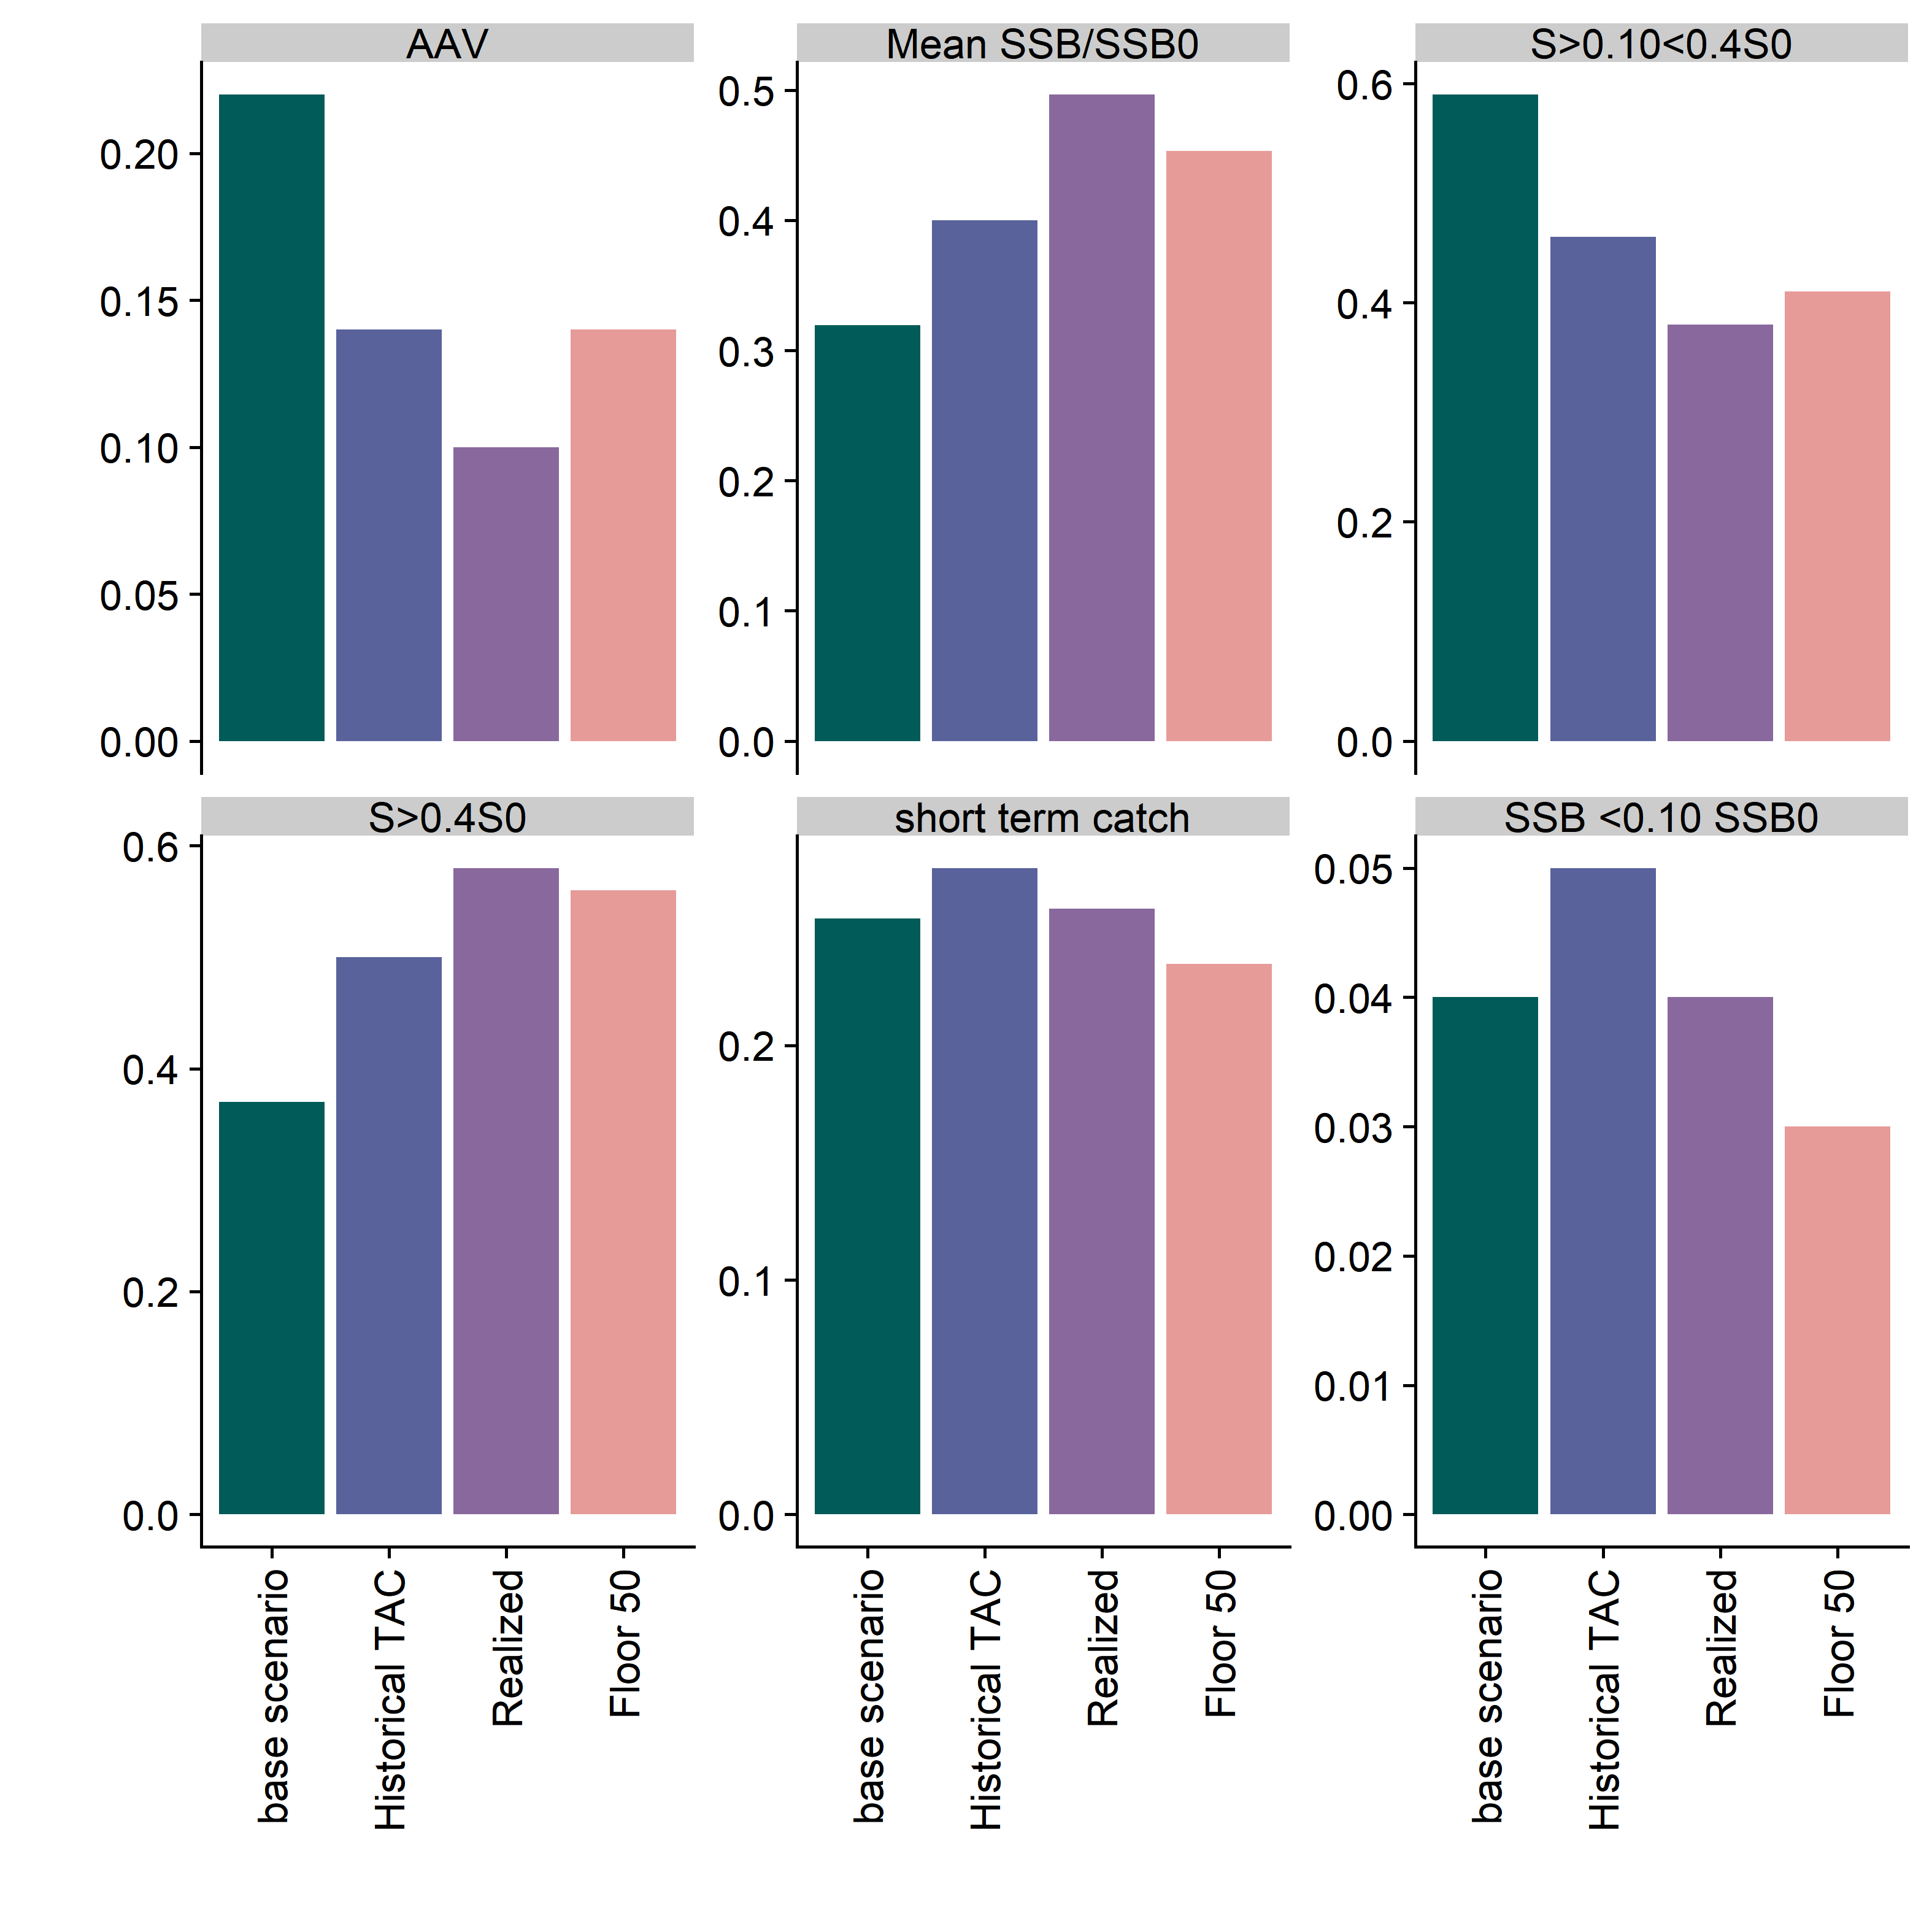 AAV
Mean SSB/SSB0
S>0.10<0.4S0
0.20
0.15
0.10
0.05
0.00
0.5
0.4
0.3
0.2
0.1
0.0
0.6
0.4
0.2
0.0
S>0.4S0
short term catch
SSB <0.10 SSB0
0.6
0.4
0.2
0.0
0.2
0.1
0.0
0.05
0.04
0.03
0.02
0.01
0.00
base scenario
Historical TAC
Realized
Floor 50
base scenario
Historical TAC
Realized
Floor 50
base scenario
Historical TAC
Realized
Floor 50